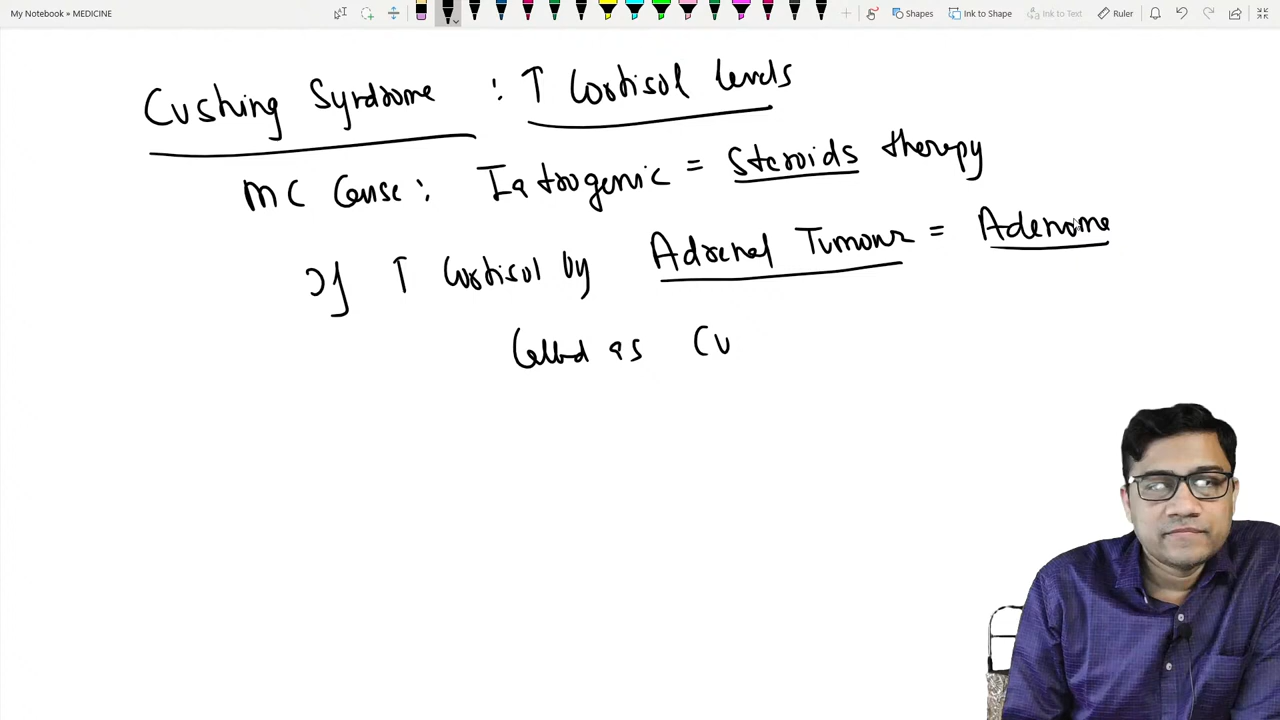 My Notebook » MEDICINE
Shapes
Ink to Shape
Ink to Text
Ruler
Cushing Syndrome : ↑ Cortisol levels
MC Cause : Iatrogenic = Steroids therapy
If ↑ Cortisol by Adrenal Tumour = Adenoma
Called as Cu